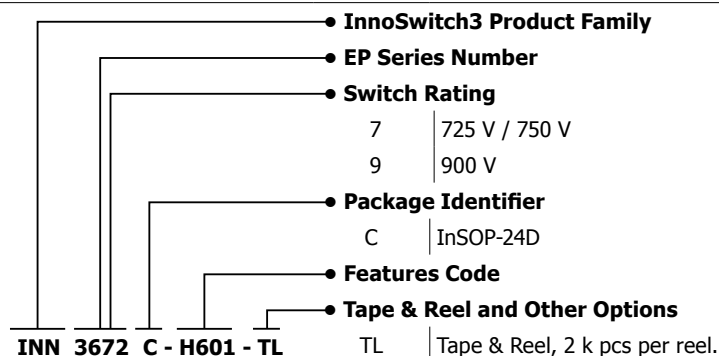 InnoSwitch3 Product Family
EP Series Number
Switch Rating
7 725 V / 750 V
9 900 V
Package Identifier
C InSOP-24D
Features Code
Tape & Reel and Other Options
INN 3672 C - H601 - TL TL Tape & Reel, 2 k pcs per reel.